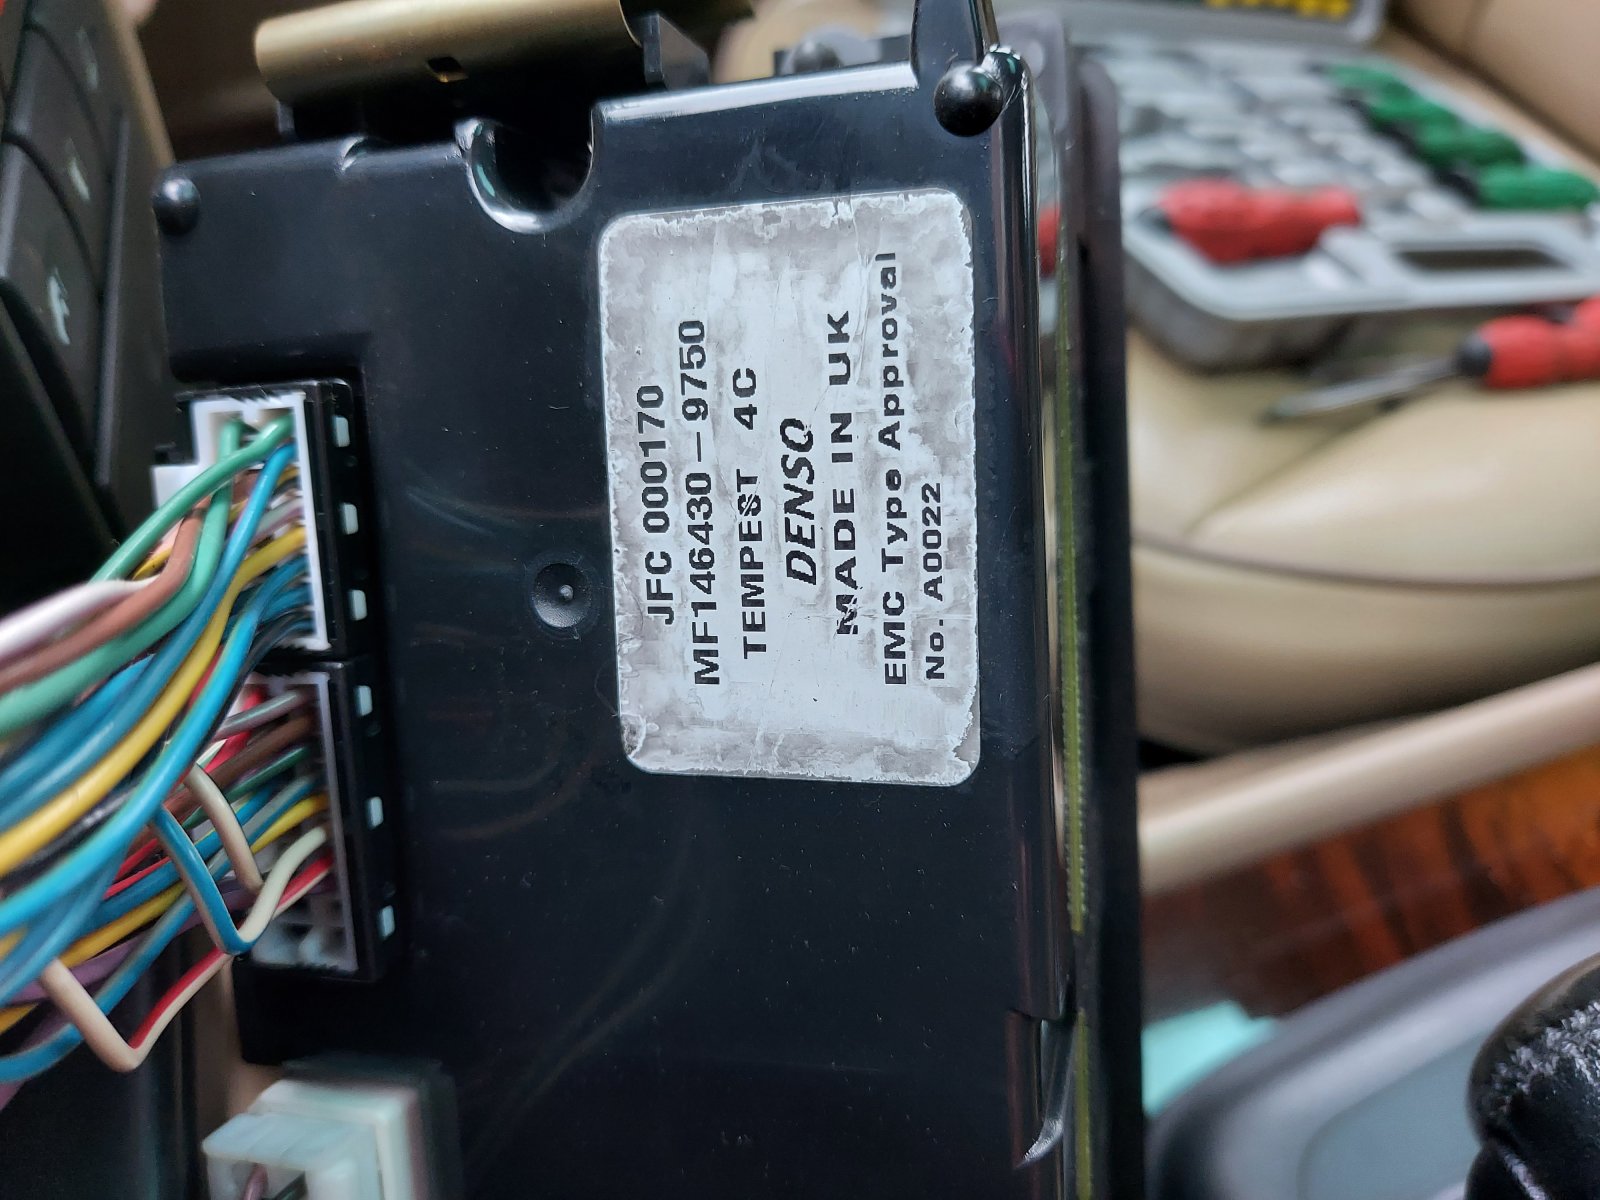 JFC 000170
MF146430-9750
TEMPEST 4C
DENSO
MADE IN UK
EMC Type Approval
No. A0022